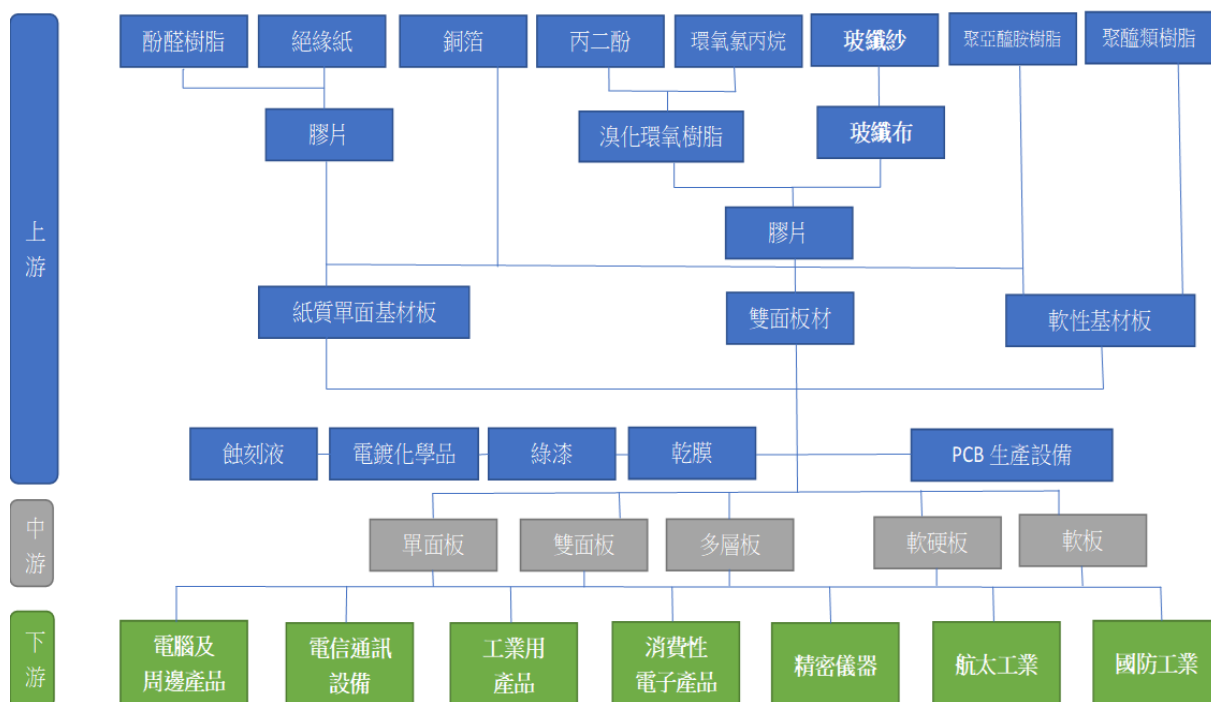 上
游
酚醛樹脂
絕緣紙
銅箔
丙二酚
環氧氯丙烷
玻纖紗
聚亞醯胺樹脂
聚醯類樹脂
膠片
溴化環氧樹脂
玻纖布
膠片
紙質單面基材板
雙面板材
軟性基材板
蝕刻液
電鍍化學品
綠漆
乾膜
PCB 生產設備
中
游
單面板
雙面板
多層板
軟硬板
軟板
下
游
電腦及
周邊產品
電信通訊
設備
工業用
產品
消費性
電子產品
精密儀器
航太工業
國防工業